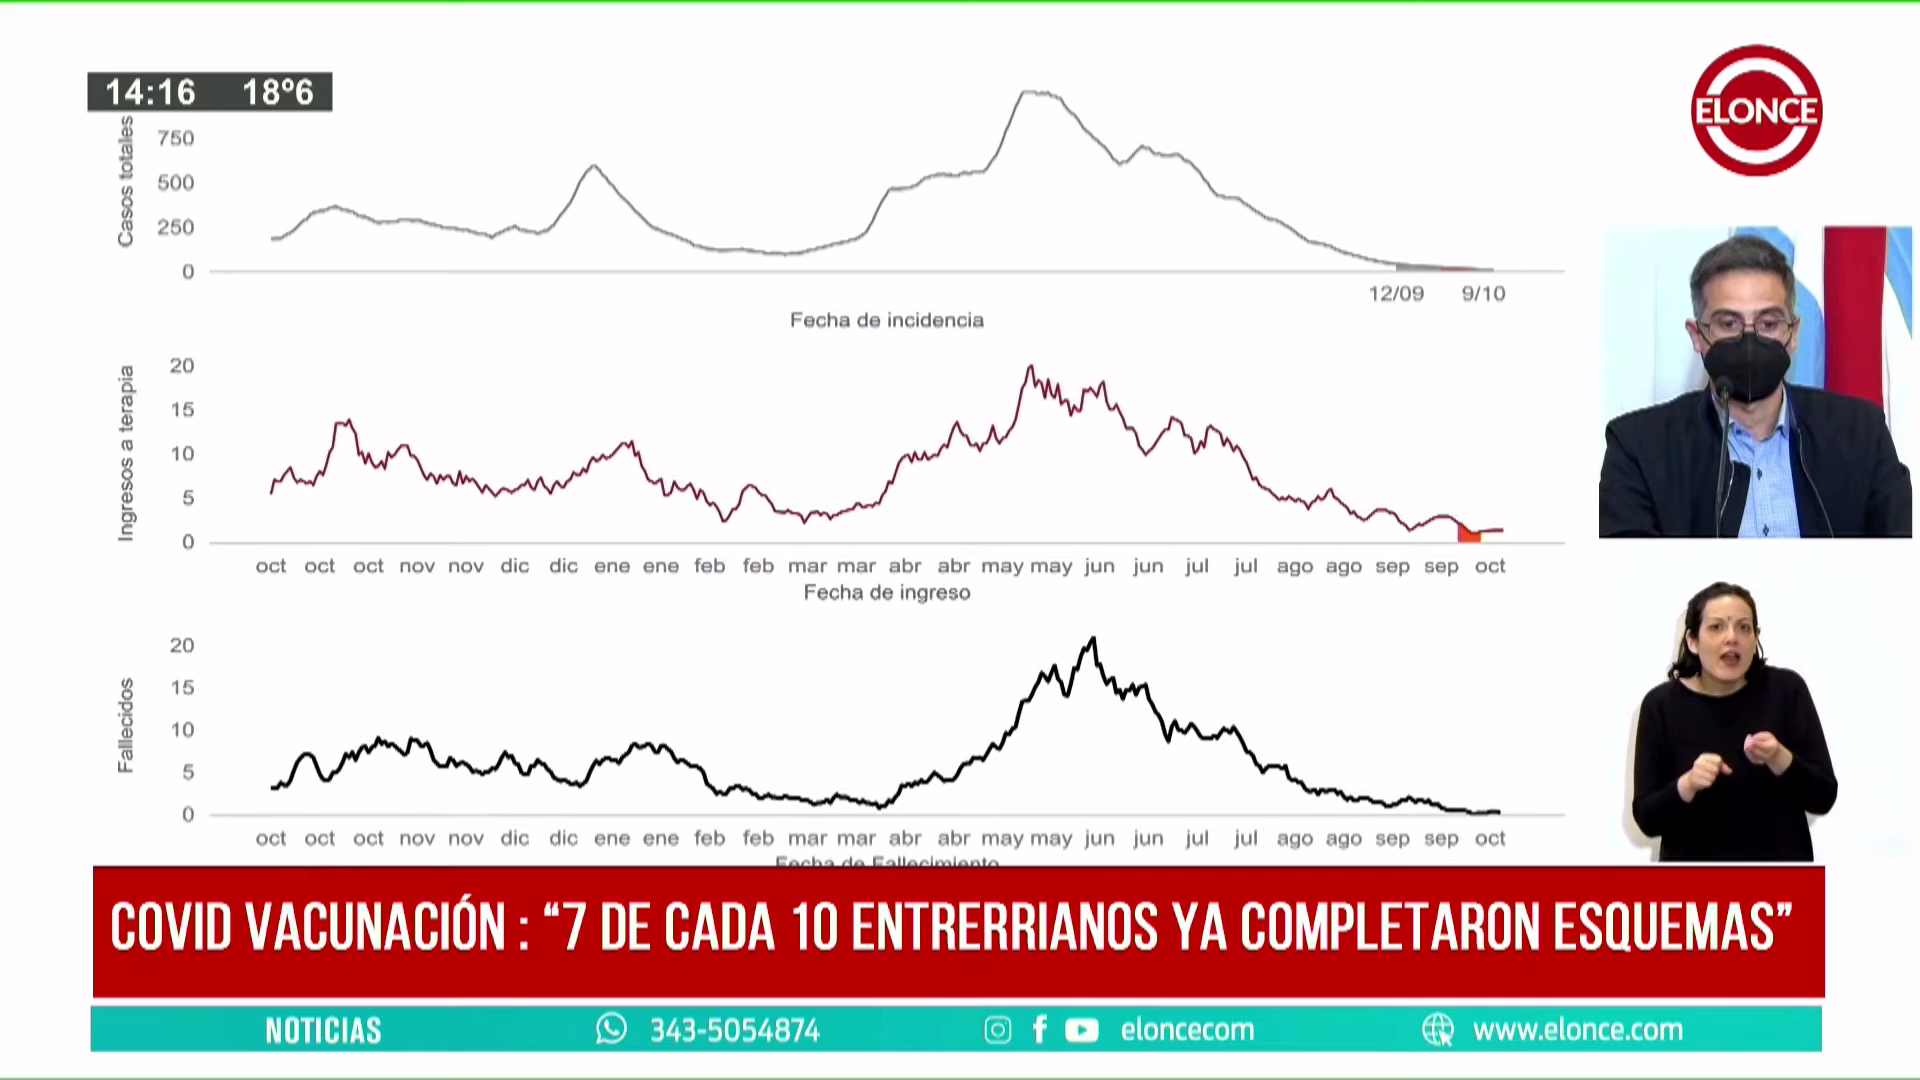 14:16 18º6
ELONCE
Casos totales
750
500
250
0
12/09 9/10
Fecha de incidencia
Ingresos a terapia
20
15
10
5
0
oct oct oct nov nov dic dic ene ene feb feb mar mar abr abr may may jun jun jul jul ago ago sep sep oct
Fecha de ingreso
Fallecidos
20
15
10
5
0
oct oct oct nov nov dic dic ene ene feb feb mar mar abr abr may may jun jun jul jul ago ago sep sep oct
Fecha de Fallecimiento
COVID VACUNACIÓN : “7 DE CADA 10 ENTRERRIANOS YA COMPLETARON ESQUEMAS”
NOTICIAS 343-5054874 eloncecom www.elonce.com